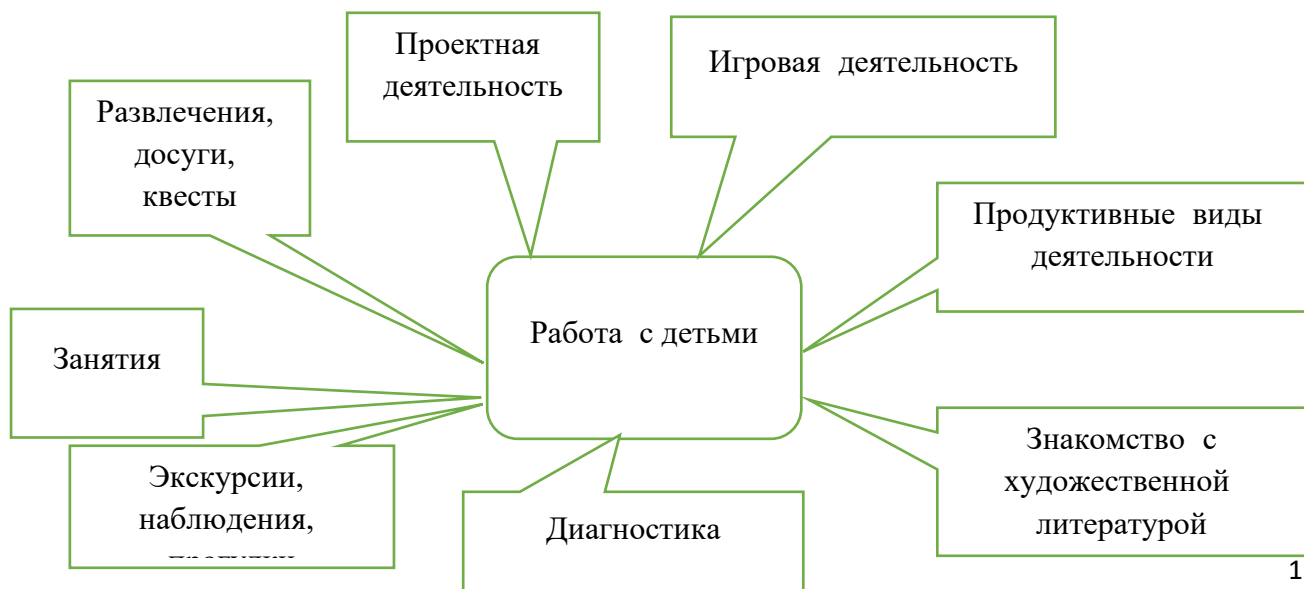 Проектная
деятельность
Игровая деятельность
Развлечения,
досуги,
квесты
Продуктивные виды
деятельности
Работа с детьми
Занятия
Экскурсии,
наблюдения,
Диагностика
Знакомство с
художественной
литературой
1